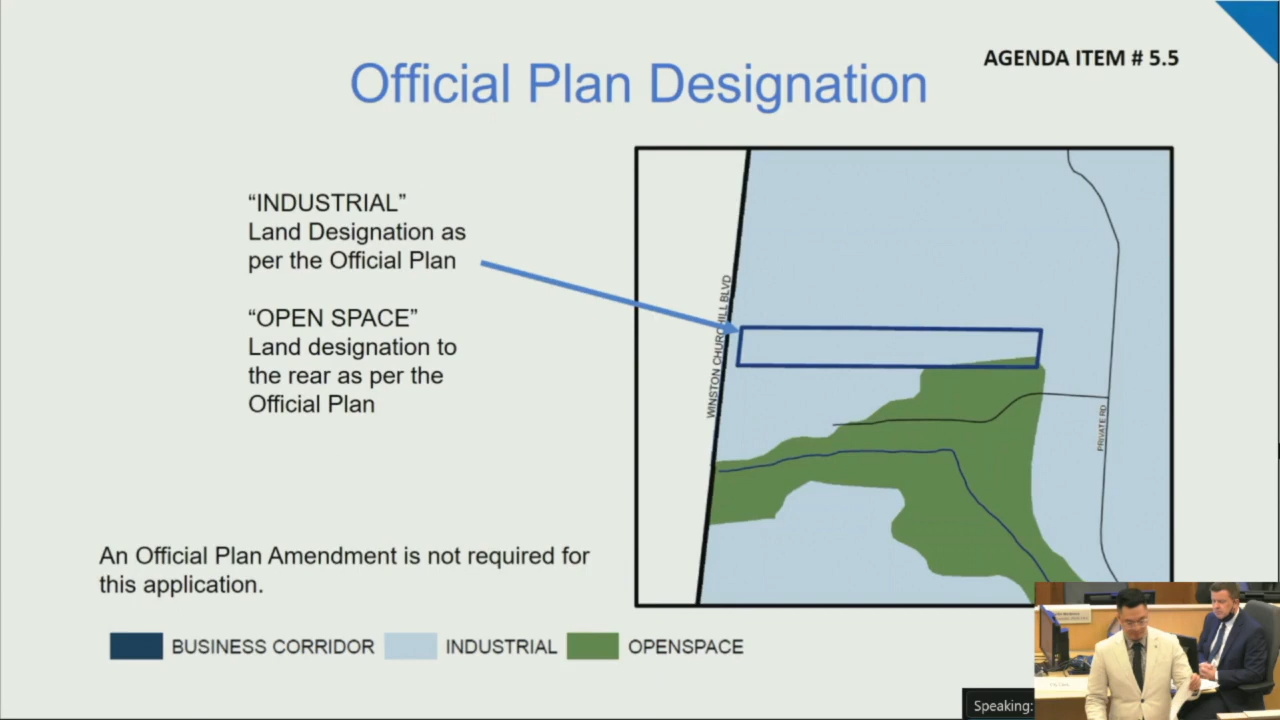 AGENDA ITEM # 5.5
Official Plan Designation
“INDUSTRIAL”
Land Designation as
per the Official Plan
“OPEN SPACE”
Land designation to
the rear as per the
Official Plan
WINSTON CHURCHILL BLVD
PRIVATE RD
An Official Plan Amendment is not required for
this application.
BUSINESS CORRIDOR
INDUSTRIAL
OPENSPACE
Speaking: